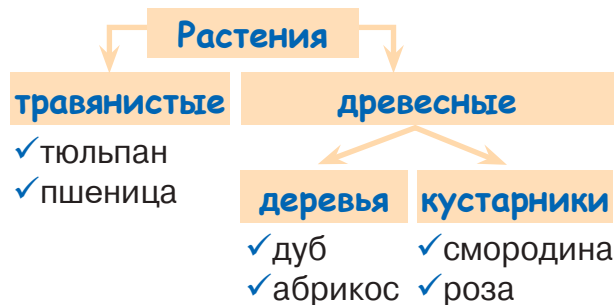 Растения
травянистые
древесные
✓тюльпан
✓пшеница
деревья
кустарники
✓дуб
✓абрикос
✓смородина
✓роза